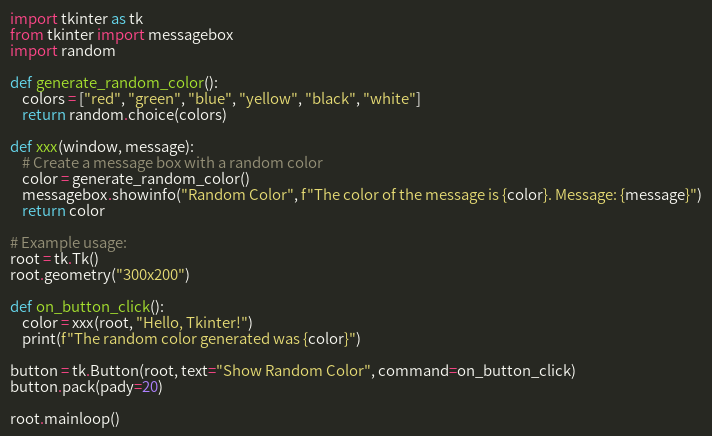 import tkinter as tk
from tkinter import messagebox
import random

def generate_random_color():
    colors = ["red", "green", "blue", "yellow", "black", "white"]
    return random.choice(colors)

def xxx(window, message):
    # Create a message box with a random color
    color = generate_random_color()
    messagebox.showinfo("Random Color", f"The color of the message is {color}. Message: {message}")
    return color

# Example usage:
root = tk.Tk()
root.geometry("300x200")

def on_button_click():
    color = xxx(root, "Hello, Tkinter!")
    print(f"The random color generated was {color}")

button = tk.Button(root, text="Show Random Color", command=on_button_click)
button.pack(pady=20)

root.mainloop()